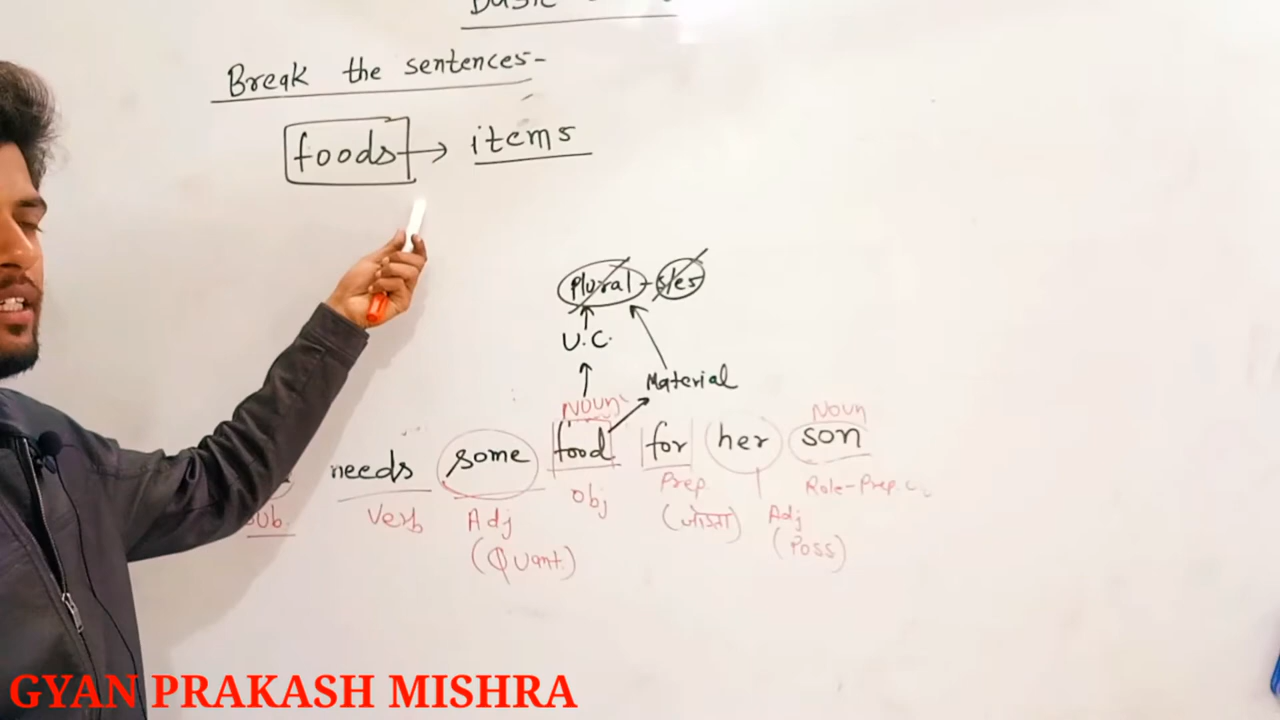 Break the sentences-
foods → items
Plural - s/es
U.C.
Material
Noun
Noun
needs some food for her son
Sub. Verb Adj Obj Prep. Adj Role-Prep.
(Quant.) (जोड़ना) (Poss)
GYAN PRAKASH MISHRA